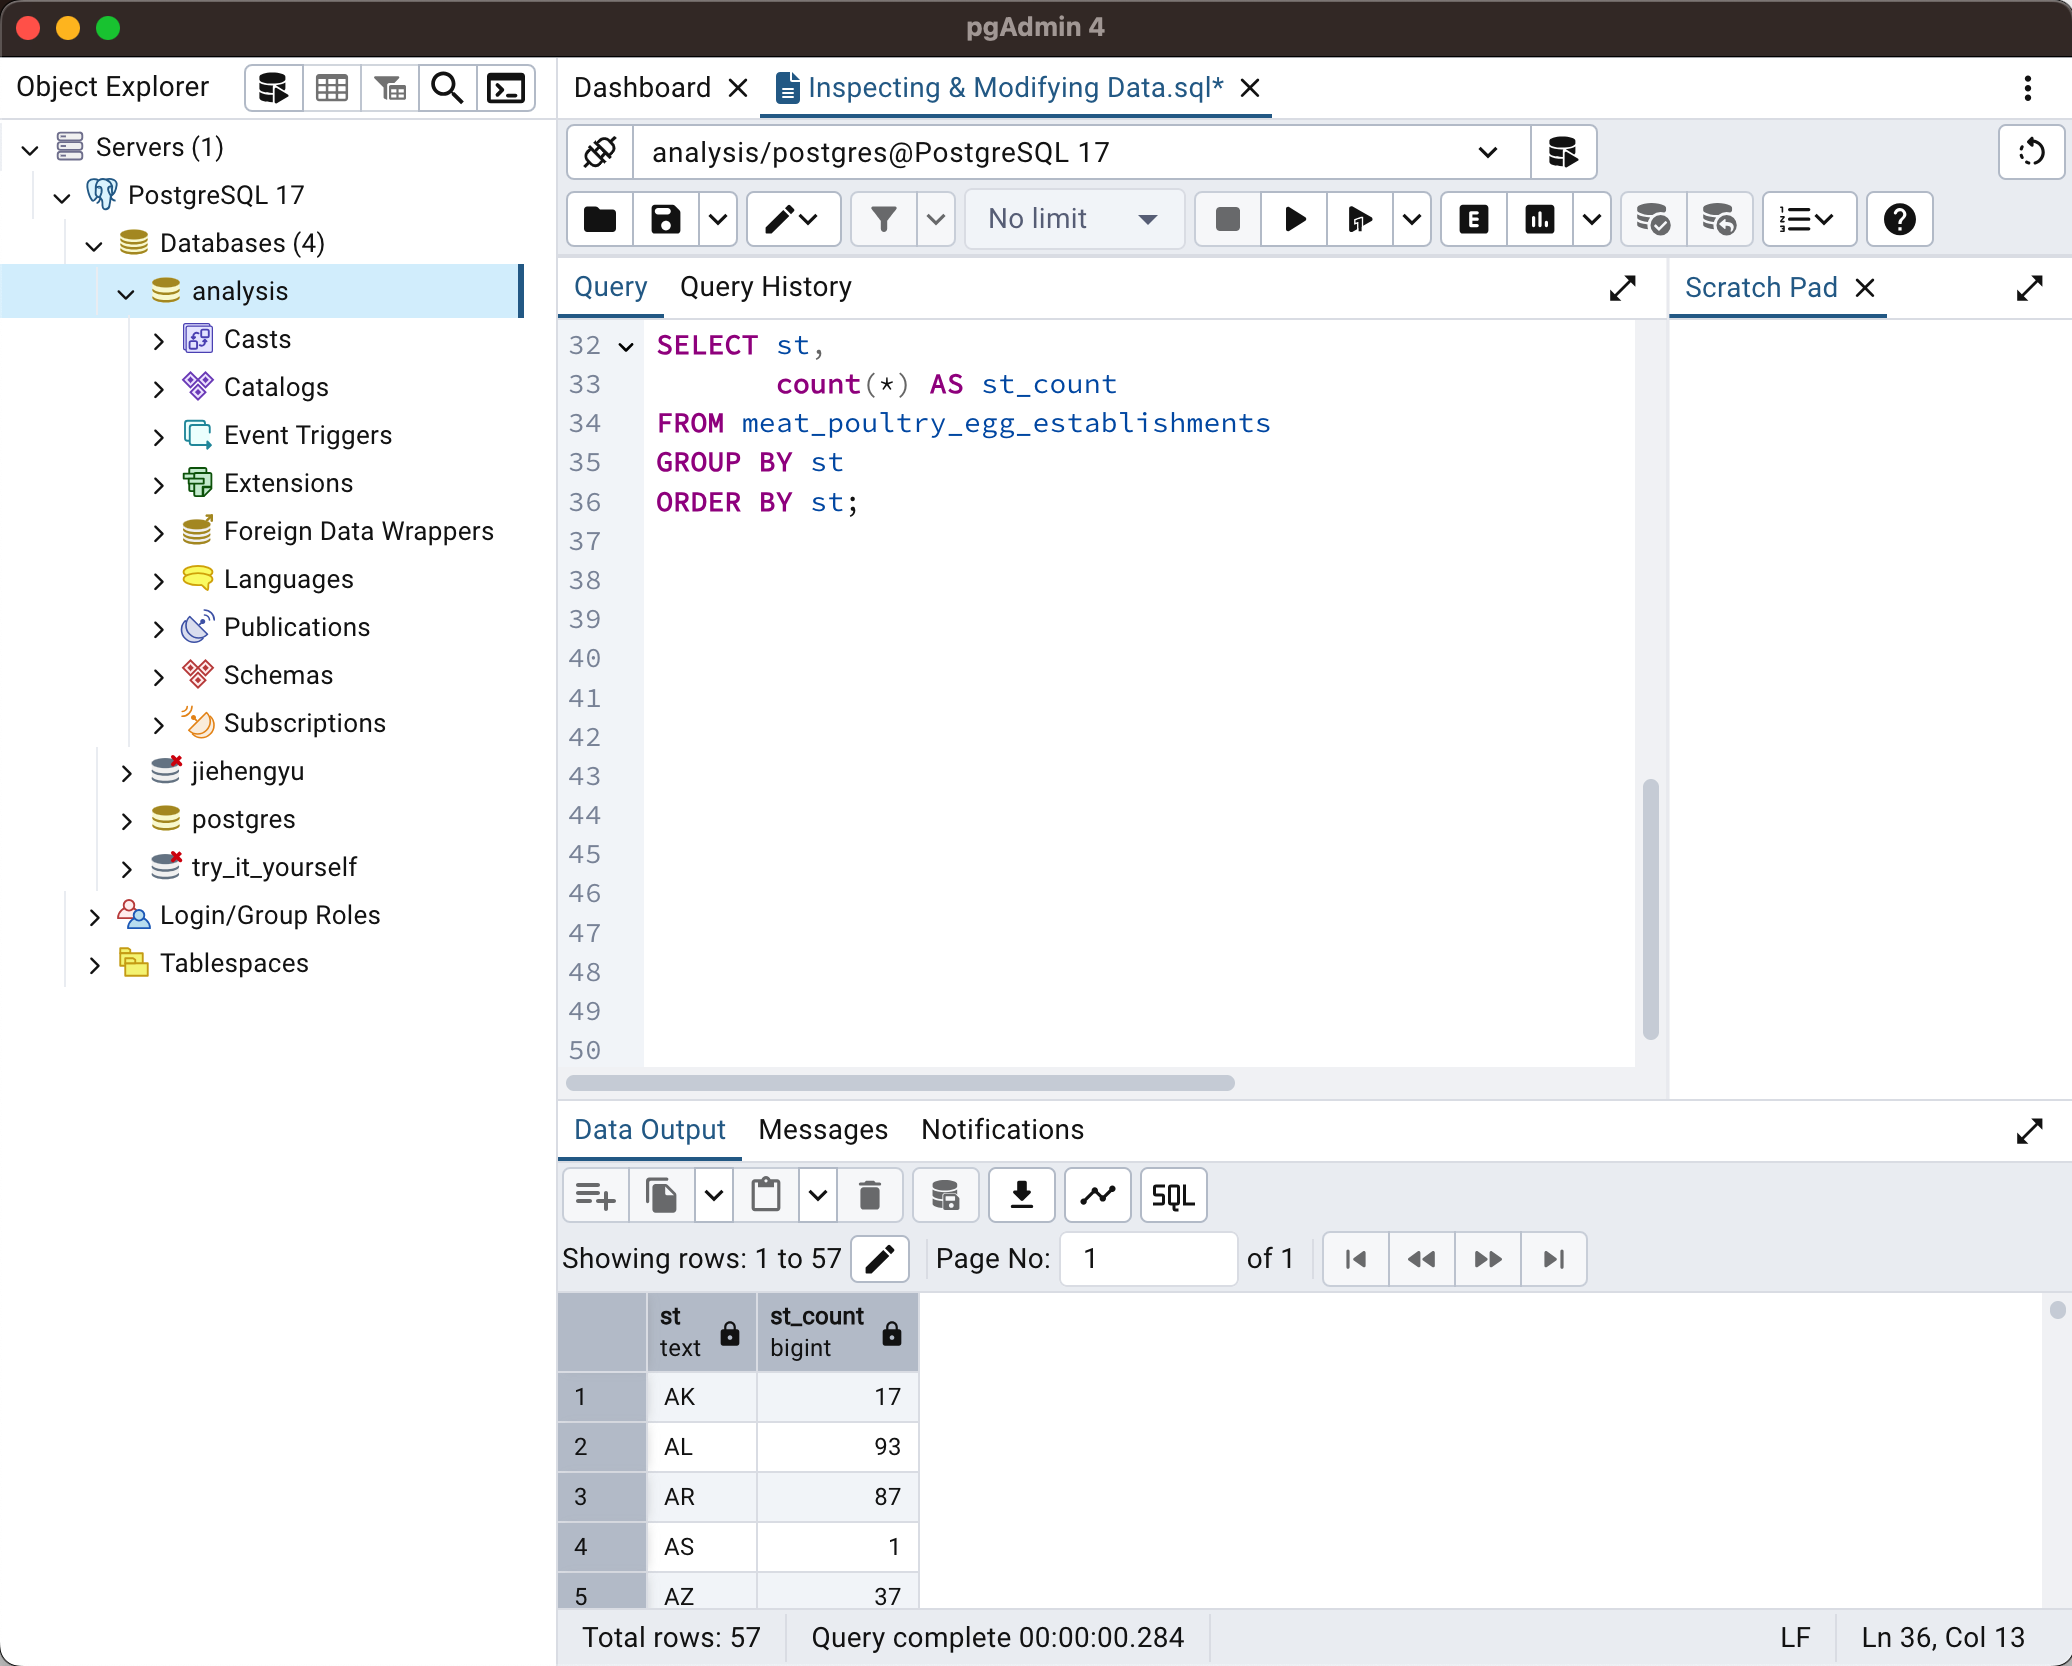 pgAdmin 4
Object Explorer
Servers (1)
PostgreSQL 17
Databases (4)
analysis
Casts
Catalogs
Event Triggers
Extensions
Foreign Data Wrappers
Languages
Publications
Schemas
Subscriptions
jiehengyu
postgres
try_it_yourself
Login/Group Roles
Tablespaces
Dashboard
Inspecting & Modifying Data.sql*
analysis/postgres@PostgreSQL 17
No limit
E
Query Query History
Scratch Pad
32 SELECT st,
33 count(*) AS st_count
34 FROM meat_poultry_egg_establishments
35 GROUP BY st
36 ORDER BY st;
37
38
39
40
41
42
43
44
45
46
47
48
49
50
Data Output Messages Notifications
SQL
Showing rows: 1 to 57 Page No: 1 of 1
st st_count
text bigint
1 AK 17
2 AL 93
3 AR 87
4 AS 1
5 AZ 37
Total rows: 57 Query complete 00:00:00.284 LF Ln 36, Col 13